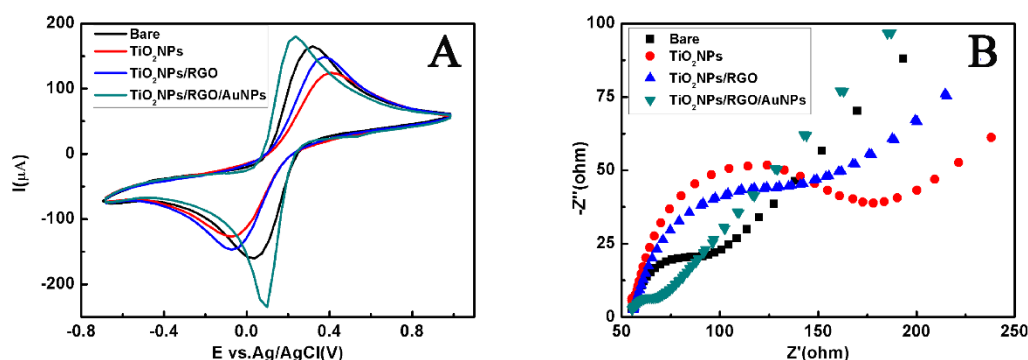 A
Bare
TiO2NPs
TiO2NPs/RGO
TiO2NPs/RGO/AuNPs
I(µA)
200
100
0
-100
-200
-0.8
-0.4
0.0
0.4
0.8
E vs.Ag/AgCl(V)
B
Bare
TiO2NPs
TiO2NPs/RGO
TiO2NPs/RGO/AuNPs
-Z''(ohm)
100
75
50
25
0
50
100
150
200
250
Z'(ohm)